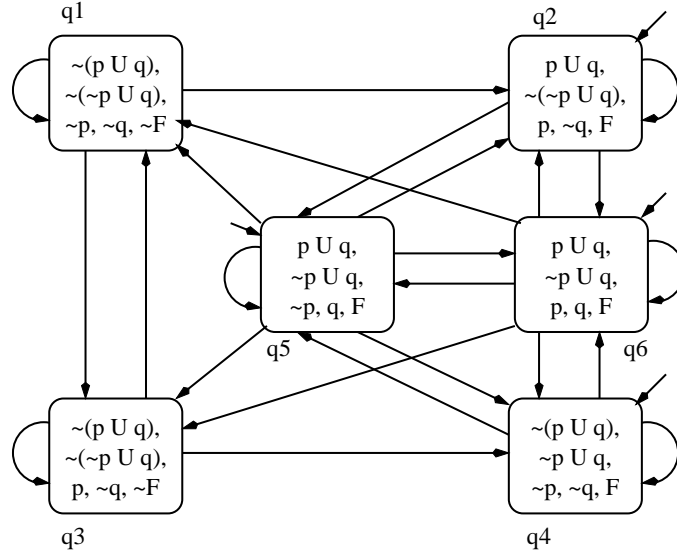 q1
~(p U q),
~(~p U q),
~p, ~q, ~F
q2
p U q,
~(~p U q),
p, ~q, F
p U q,
~p U q,
~p, q, F
q5
p U q,
~p U q,
p, q, F
q6
~(p U q),
~(~p U q),
p, ~q, ~F
q3
~(p U q),
~p U q,
~p, ~q, F
q4